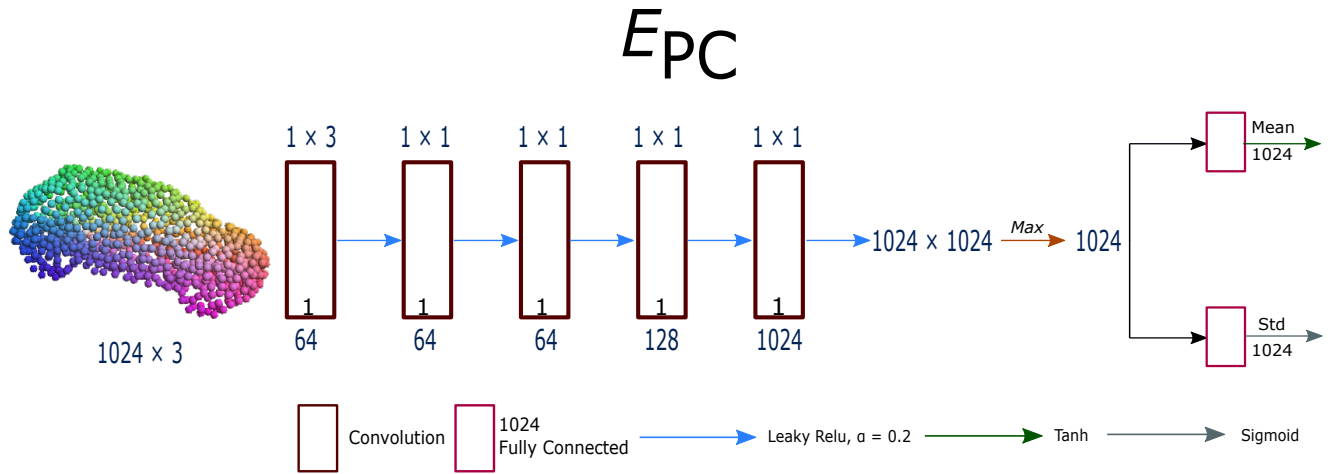 EPC
1 × 3
1 × 1
1 × 1
1 × 1
1 × 1
1
1
1
1
1
64
64
64
128
1024
1024 × 3
1024 × 1024
Max
1024
Mean
1024
Std
1024
Convolution
1024
Fully Connected
Leaky Relu, α = 0.2
Tanh
Sigmoid